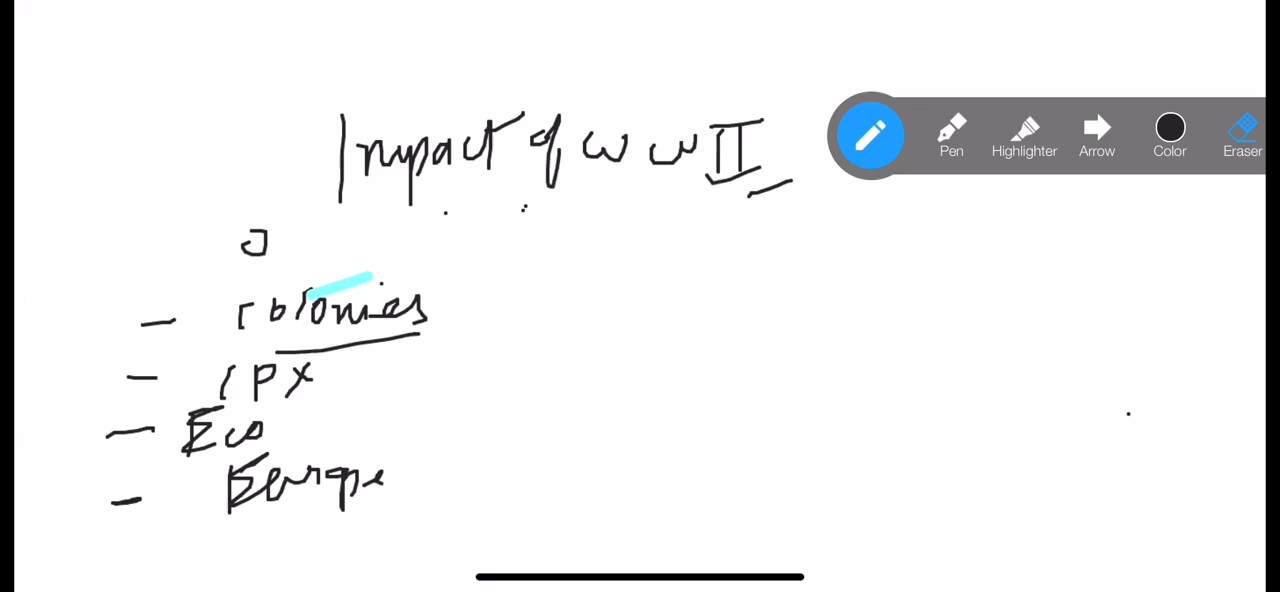 Impact of WW II
Pen Highlighter Arrow Color Eraser
- Colonies
- CPX
- Eco
- Europe